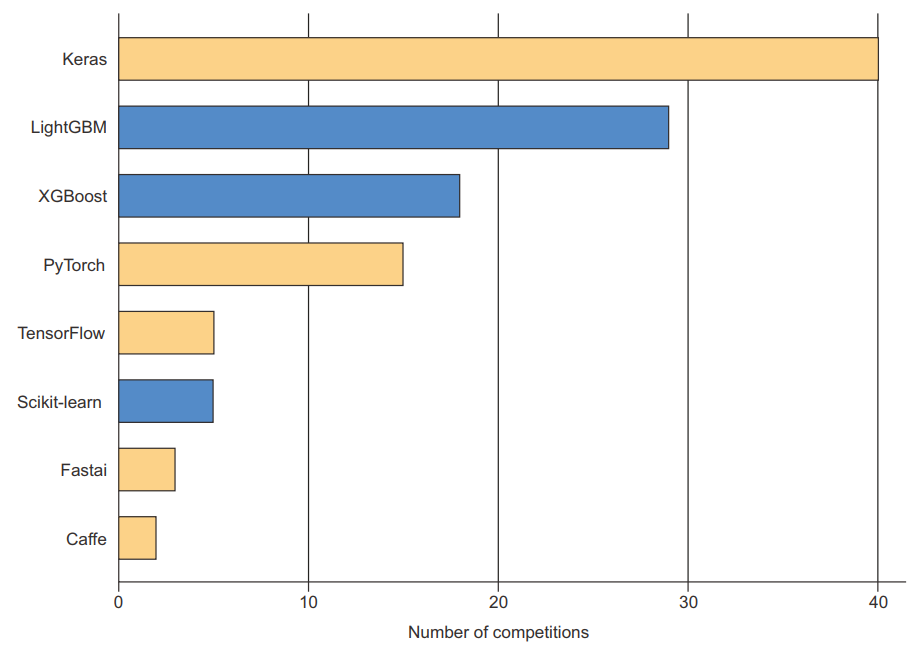 Keras
LightGBM
XGBoost
PyTorch
TensorFlow
Scikit-learn
Fastai
Caffe
0 10 20 30 40
Number of competitions